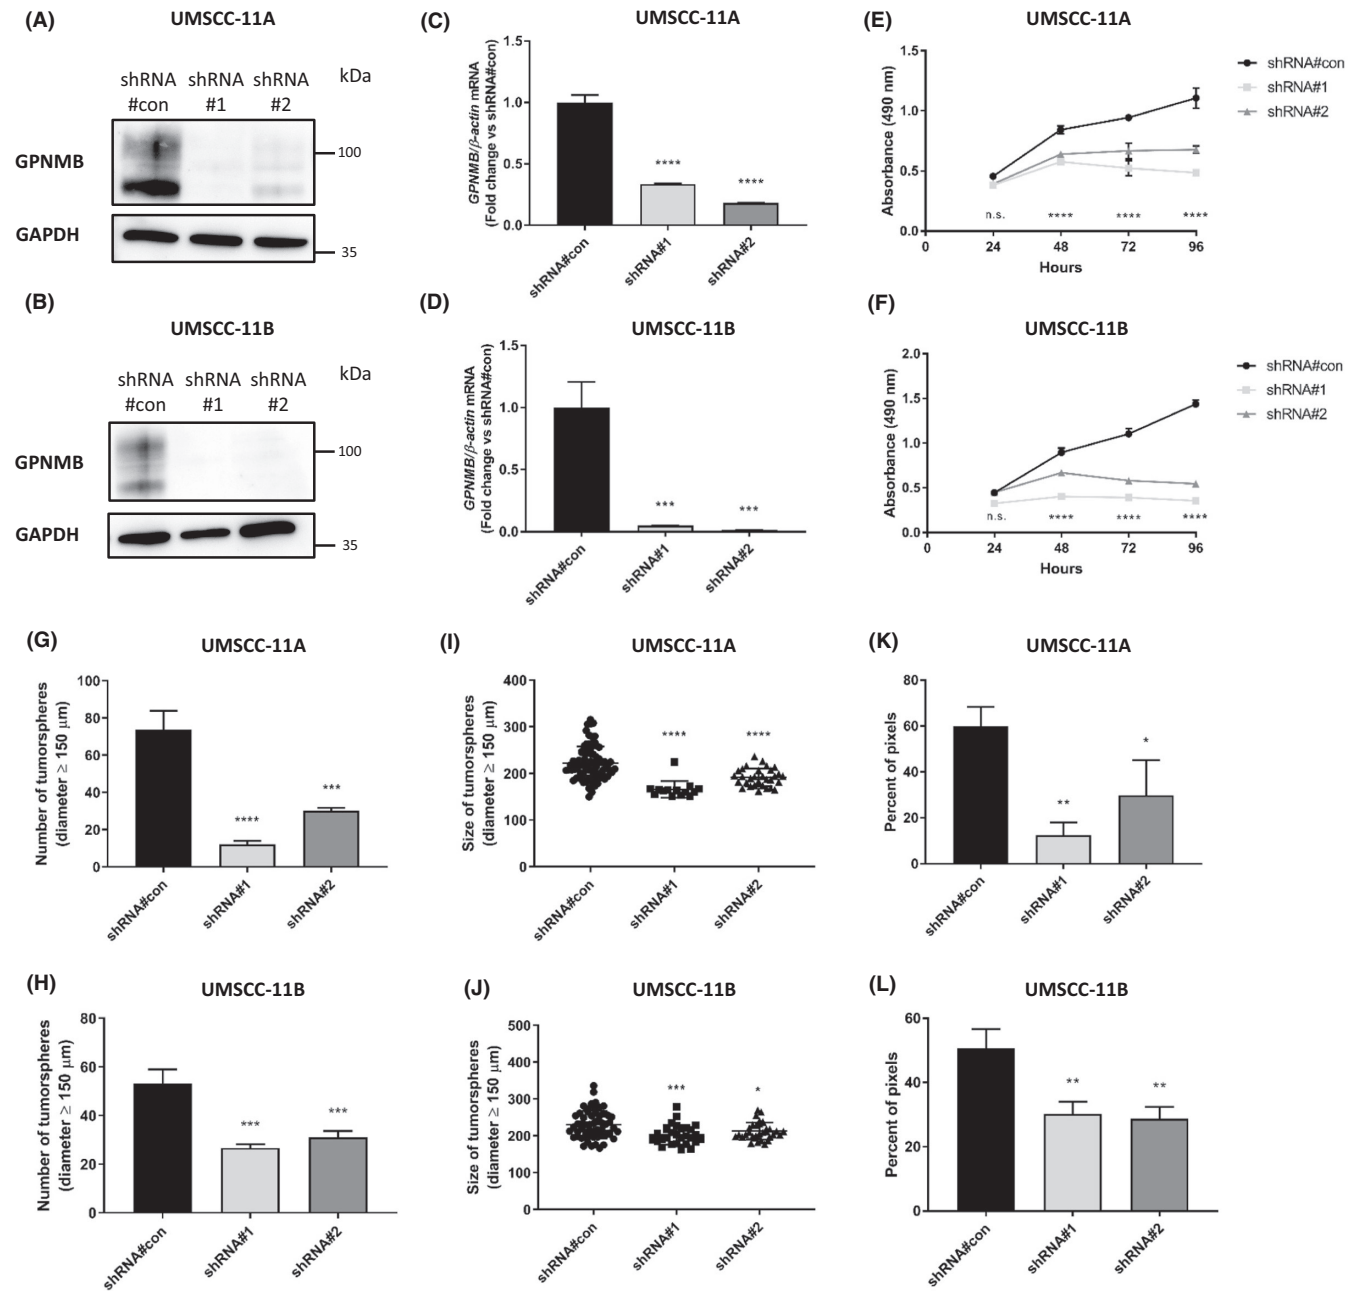 (A)
UMSCC-11A
shRNA shRNA shRNA
#con #1 #2
kDa
GPNMB
100
GAPDH
35
(B)
UMSCC-11B
shRNA shRNA shRNA
#con #1 #2
kDa
GPNMB
100
GAPDH
35
(C)
UMSCC-11A
GPNMB/β-actin mRNA
(Fold change vs shRNA#con)
1.5
1.0
0.5
0.0
****
****
shRNA#con
shRNA#1
shRNA#2
(D)
UMSCC-11B
GPNMB/β-actin mRNA
(Fold change vs shRNA#con)
1.5
1.0
0.5
0.0
***
***
shRNA#con
shRNA#1
shRNA#2
(E)
UMSCC-11A
Absorbance (490 nm)
1.5
1.0
0.5
0.0
n.s. **** **** ****
0 24 48 72 96
Hours
shRNA#con
shRNA#1
shRNA#2
(F)
UMSCC-11B
Absorbance (490 nm)
2.0
1.5
1.0
0.5
0.0
n.s. **** **** ****
0 24 48 72 96
Hours
shRNA#con
shRNA#1
shRNA#2
(G)
UMSCC-11A
Number of tumorspheres
(diameter ≥ 150 μm)
100
80
60
40
20
0
****
***
shRNA#con
shRNA#1
shRNA#2
(H)
UMSCC-11B
Number of tumorspheres
(diameter ≥ 150 μm)
80
60
40
20
0
***
***
shRNA#con
shRNA#1
shRNA#2
(I)
UMSCC-11A
Size of tumorspheres
(diameter ≥ 150 μm)
400
300
200
100
0
****
****
shRNA#con
shRNA#1
shRNA#2
(J)
UMSCC-11B
Size of tumorspheres
(diameter ≥ 150 μm)
500
400
300
200
100
0
***
*
shRNA#con
shRNA#1
shRNA#2
(K)
UMSCC-11A
Percent of pixels
80
60
40
20
0
**
*
shRNA#con
shRNA#1
shRNA#2
(L)
UMSCC-11B
Percent of pixels
60
40
20
0
**
**
shRNA#con
shRNA#1
shRNA#2